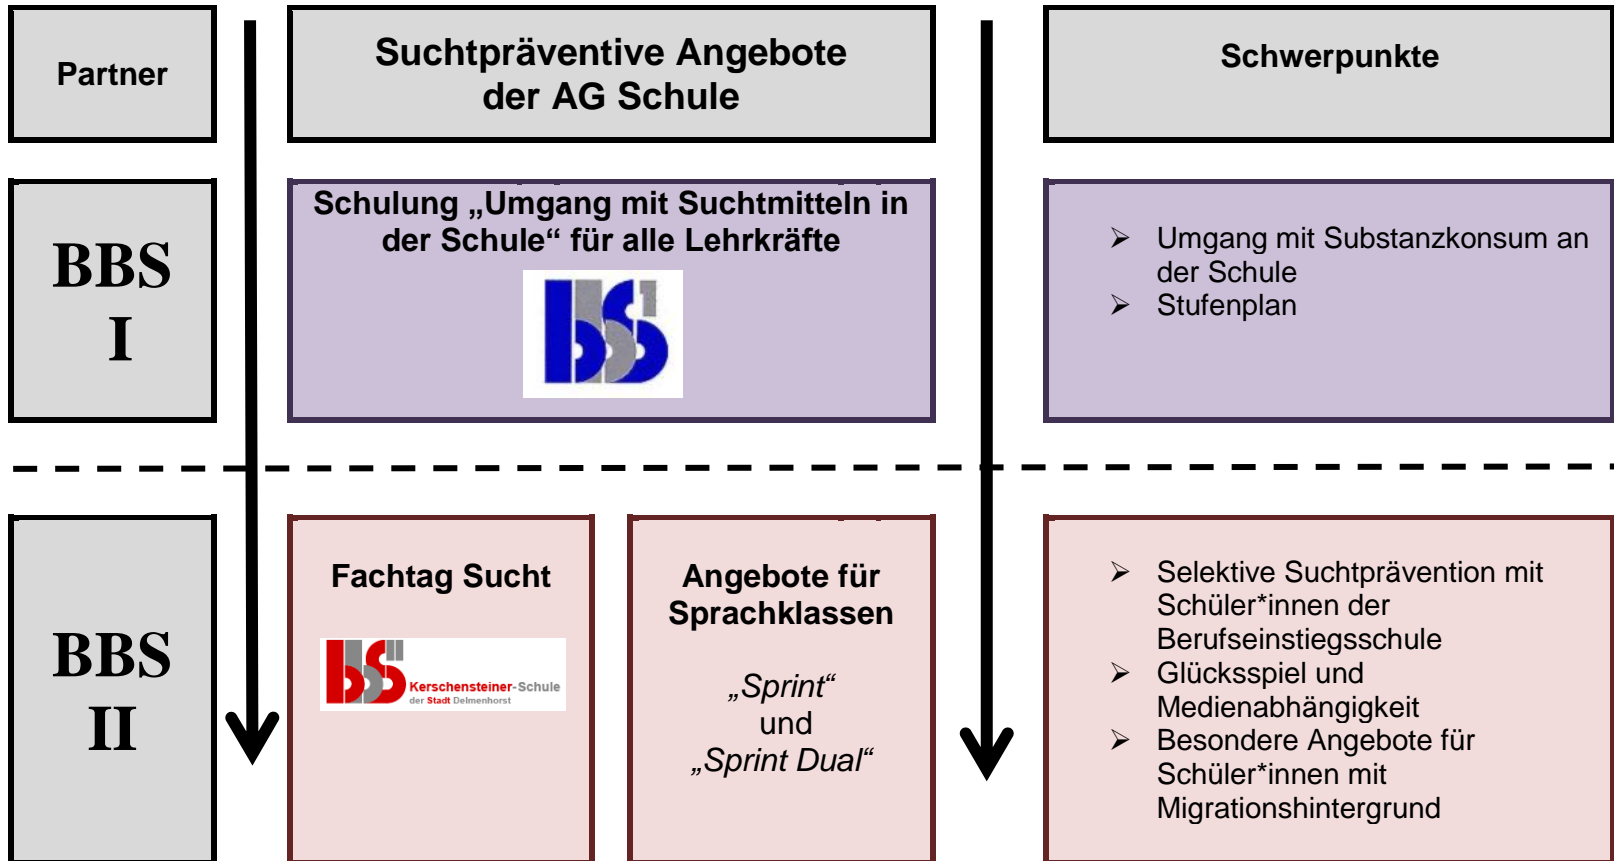 Partner
Suchtpräventive Angebote
der AG Schule
Schwerpunkte
BBS
I
Schulung „Umgang mit Suchtmitteln in
der Schule“ für alle Lehrkräfte
bbs I
➢ Umgang mit Substanzkonsum an
der Schule
➢ Stufenplan
BBS
II
Fachtag Sucht
bbs II
Kerschensteiner-Schule
der Stadt Delmenhorst
Angebote für
Sprachklassen
„Sprint“
und
„Sprint Dual“
➢ Selektive Suchtprävention mit
Schüler*innen der
Berufseinstiegsschule
➢ Glücksspiel und
Medienabhängigkeit
➢ Besondere Angebote für
Schüler*innen mit
Migrationshintergrund